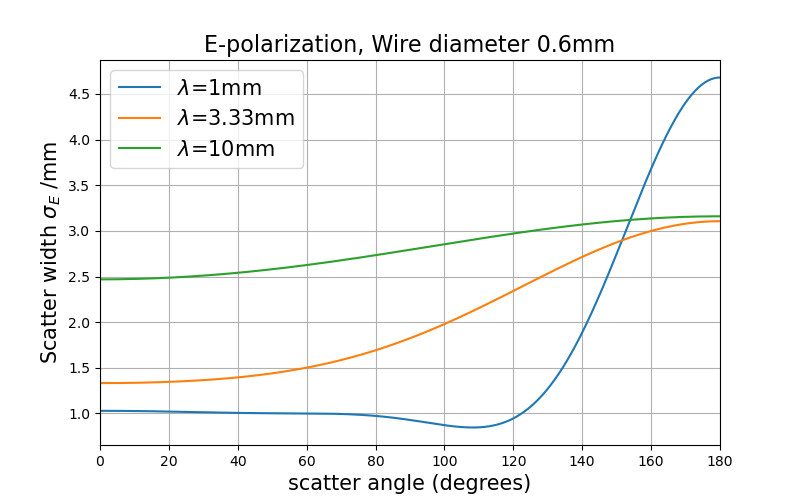 E-polarization, Wire diameter 0.6mm
λ=1mm
λ=3.33mm
λ=10mm
Scatter width σ_E /mm
4.5
4.0
3.5
3.0
2.5
2.0
1.5
1.0
0 20 40 60 80 100 120 140 160 180
scatter angle (degrees)